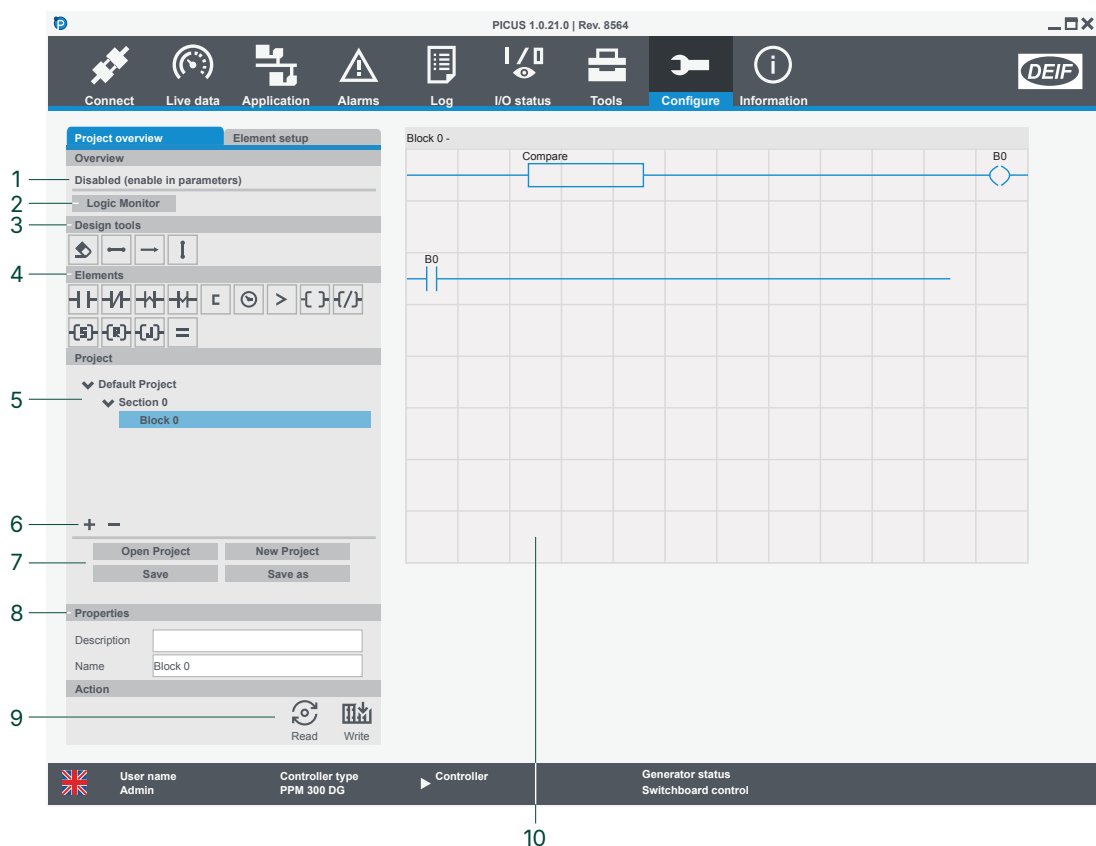 PICUS 1.0.21.0 | Rev. 8564
Connect Live data Application Alarms Log I/O status Tools Configure Information
DEIF
Project overview Element setup
Overview
1
Disabled (enable in parameters)
2
Logic Monitor
3
Design tools
4
Elements
Project
5
Default Project
Section 0
Block 0
6
+ −
7
Open Project New Project
Save Save as
8
Properties
Description
Name Block 0
Action
9
Read Write
Block 0 -
Compare B0
B0
User name
Admin
Controller type
PPM 300 DG
Controller
Generator status
Switchboard control
10